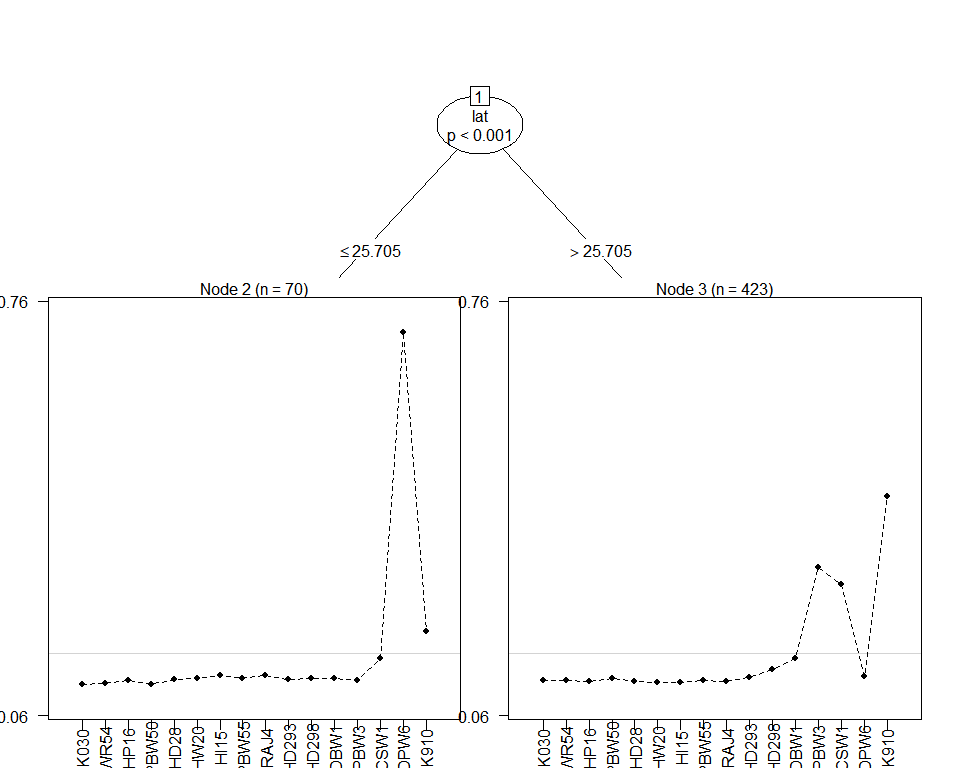 1
lat
p < 0.001
≤ 25.705
> 25.705
Node 2 (n = 70)
Node 3 (n = 423)
0.76
0.06
K030
WR54
HP16
PBW50
HD28
HW20
HI15
PBW55
RAJ4
HD293
HD298
DBW1
PBW3
CSW1
DPW6
K910
0.76
0.06
K030
WR54
HP16
PBW50
HD28
HW20
HI15
PBW55
RAJ4
HD293
HD298
DBW1
PBW3
CSW1
DPW6
K910